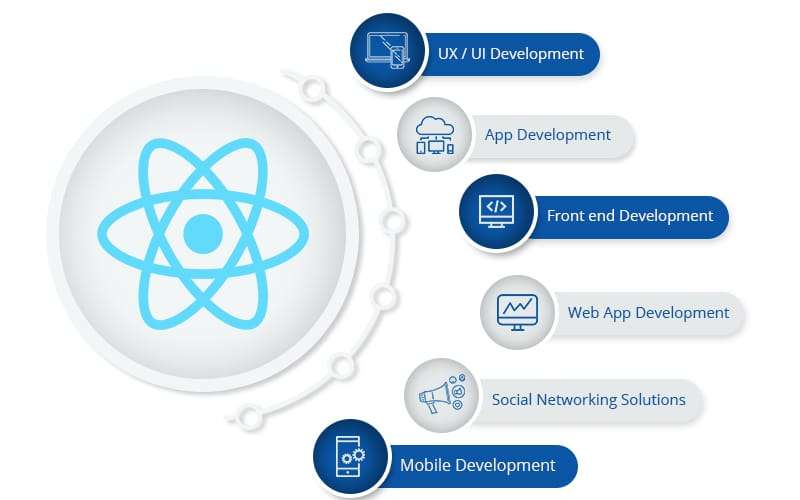 UX / UI Development
App Development
Front end Development
Web App Development
Social Networking Solutions
Mobile Development